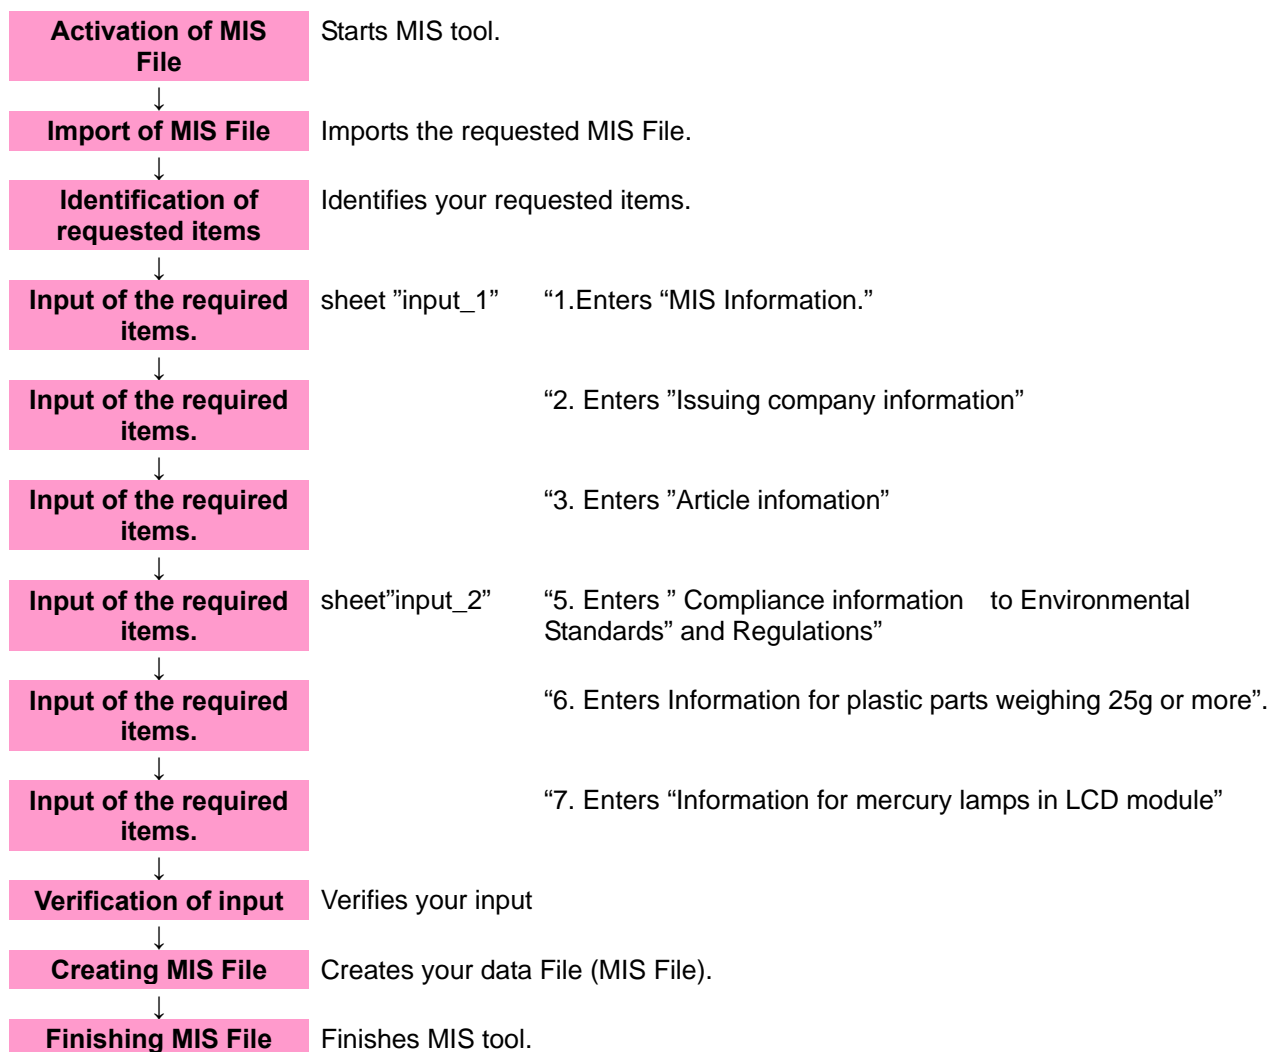 Activation of MIS Starts MIS tool.
File
↓
Import of MIS File Imports the requested MIS File.
↓
Identification of Identifies your requested items.
requested items
↓
Input of the required sheet ”input_1” “1.Enters “MIS Information.”
items.
↓
Input of the required “2. Enters ”Issuing company information”
items.
↓
Input of the required “3. Enters ”Article infomation”
items.
↓
Input of the required sheet”input_2” “5. Enters ” Compliance information to Environmental
items. Standards” and Regulations”
↓
Input of the required “6. Enters Information for plastic parts weighing 25g or more”.
items.
↓
Input of the required “7. Enters “Information for mercury lamps in LCD module”
items.
↓
Verification of input Verifies your input
↓
Creating MIS File Creates your data File (MIS File).
↓
Finishing MIS File Finishes MIS tool.